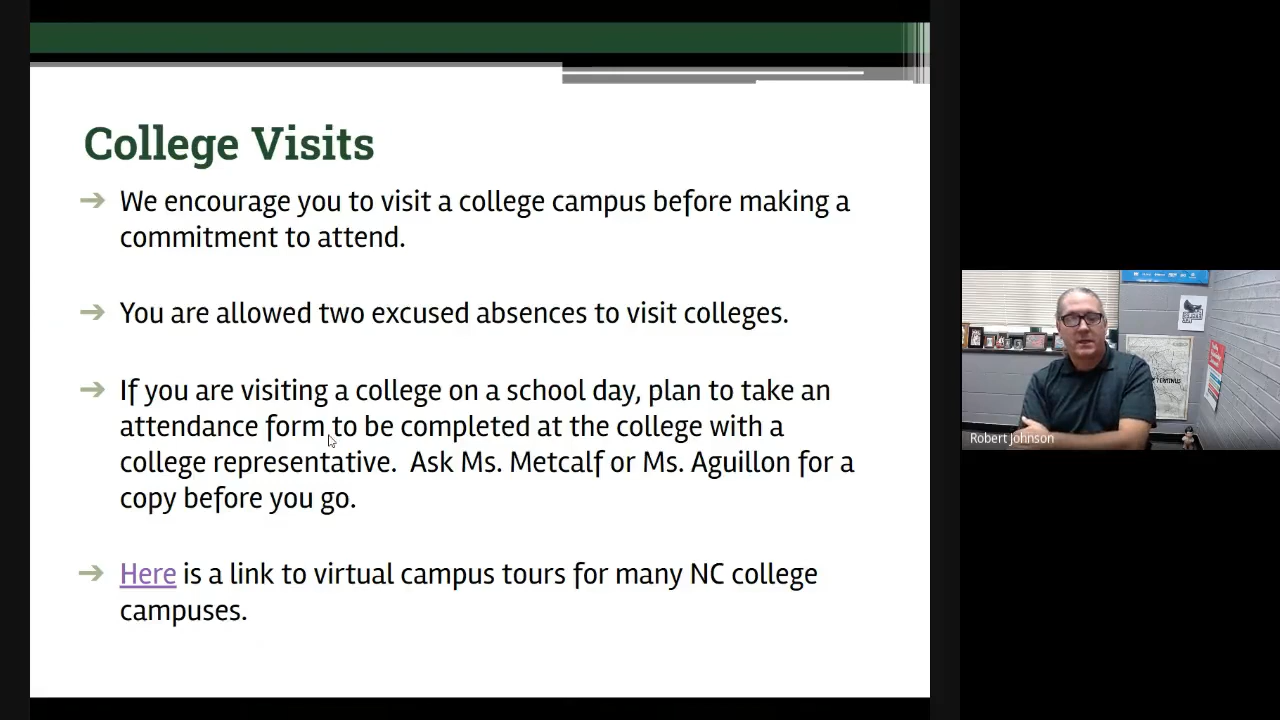 College Visits
➔ We encourage you to visit a college campus before making a
commitment to attend.
➔ You are allowed two excused absences to visit colleges.
➔ If you are visiting a college on a school day, plan to take an
attendance form to be completed at the college with a
college representative.  Ask Ms. Metcalf or Ms. Aguillon for a
copy before you go.
➔ Here is a link to virtual campus tours for many NC college
campuses.
Robert Johnson